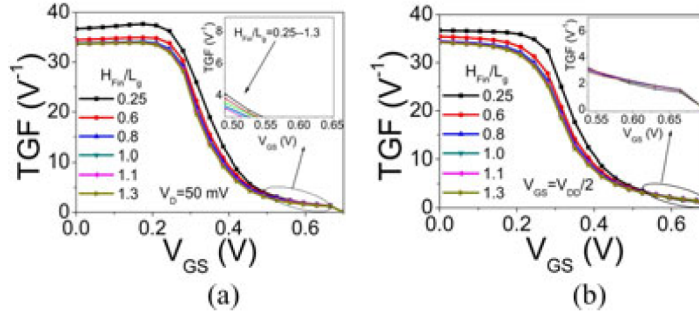 (a)
TGF (V⁻¹)
40
30
20
10
0
H_Fin/L_g
0.25
0.6
0.8
1.0
1.1
1.3
V_D=50 mV
0.0 0.2 0.4 0.6
V_GS (V)
H_Fin/L_g=0.25--1.3
TGF (V⁻¹)
8
4
0.50 0.55 0.60 0.65
V_GS (V)
(a)
(b)
TGF (V⁻¹)
40
30
20
10
0
H_Fin/L_g
0.25
0.6
0.8
1.0
1.1
1.3
V_GS=V_DD/2
0.0 0.2 0.4 0.6
V_GS (V)
TGF (V⁻¹)
6
4
2
0
0.55 0.60 0.65
V_GS (V)
(b)